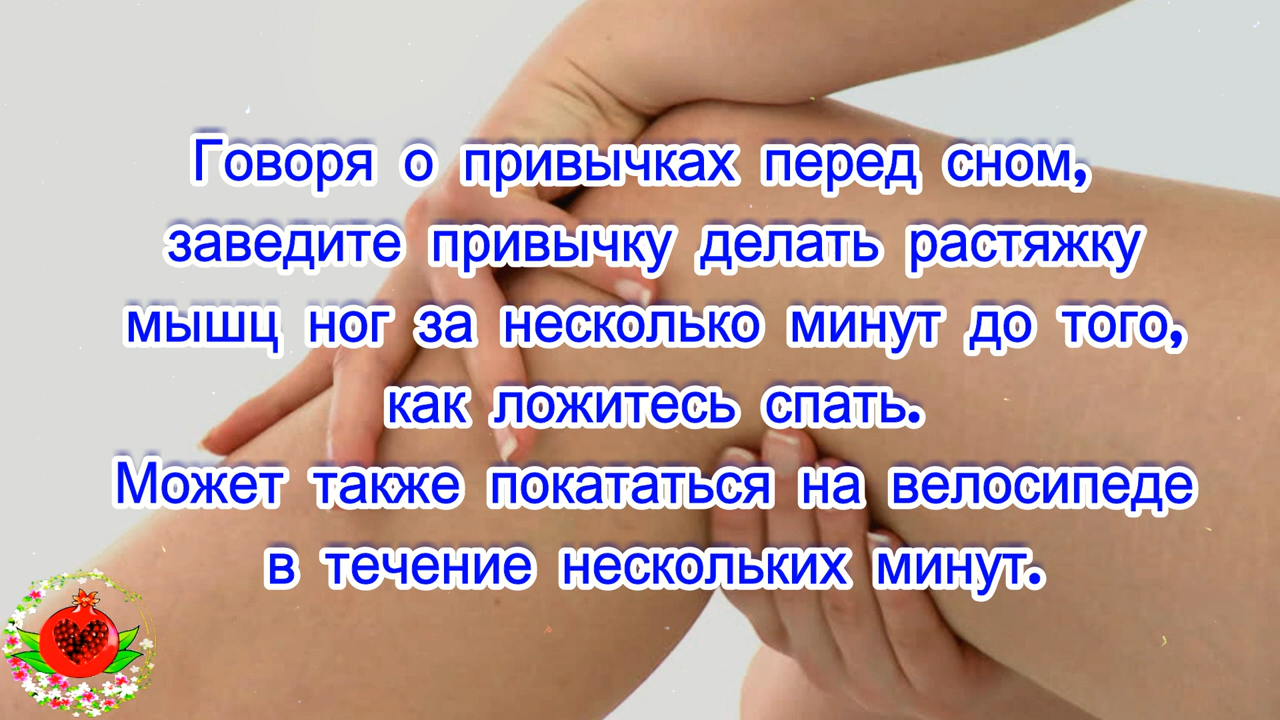 Говоря о привычках перед сном,
заведите привычку делать растяжку
мышц ног за несколько минут до того,
как ложитесь спать.
Может также покататься на велосипеде
в течение нескольких минут.